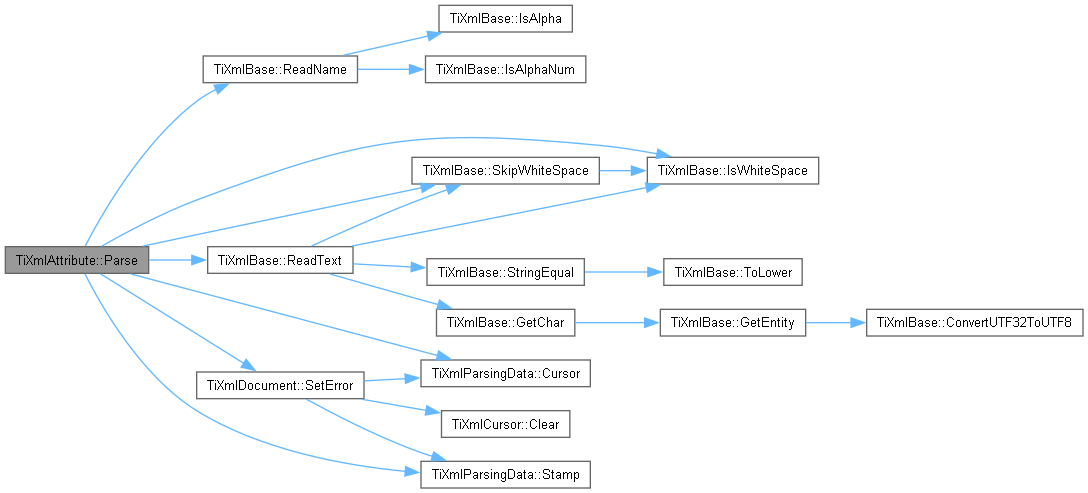 TiXmlBase::IsAlpha
TiXmlBase::ReadName
TiXmlBase::IsAlphaNum
TiXmlBase::SkipWhiteSpace
TiXmlBase::IsWhiteSpace
TiXmlAttribute::Parse
TiXmlBase::ReadText
TiXmlBase::StringEqual
TiXmlBase::ToLower
TiXmlBase::GetChar
TiXmlBase::GetEntity
TiXmlBase::ConvertUTF32ToUTF8
TiXmlParsingData::Cursor
TiXmlDocument::SetError
TiXmlCursor::Clear
TiXmlParsingData::Stamp